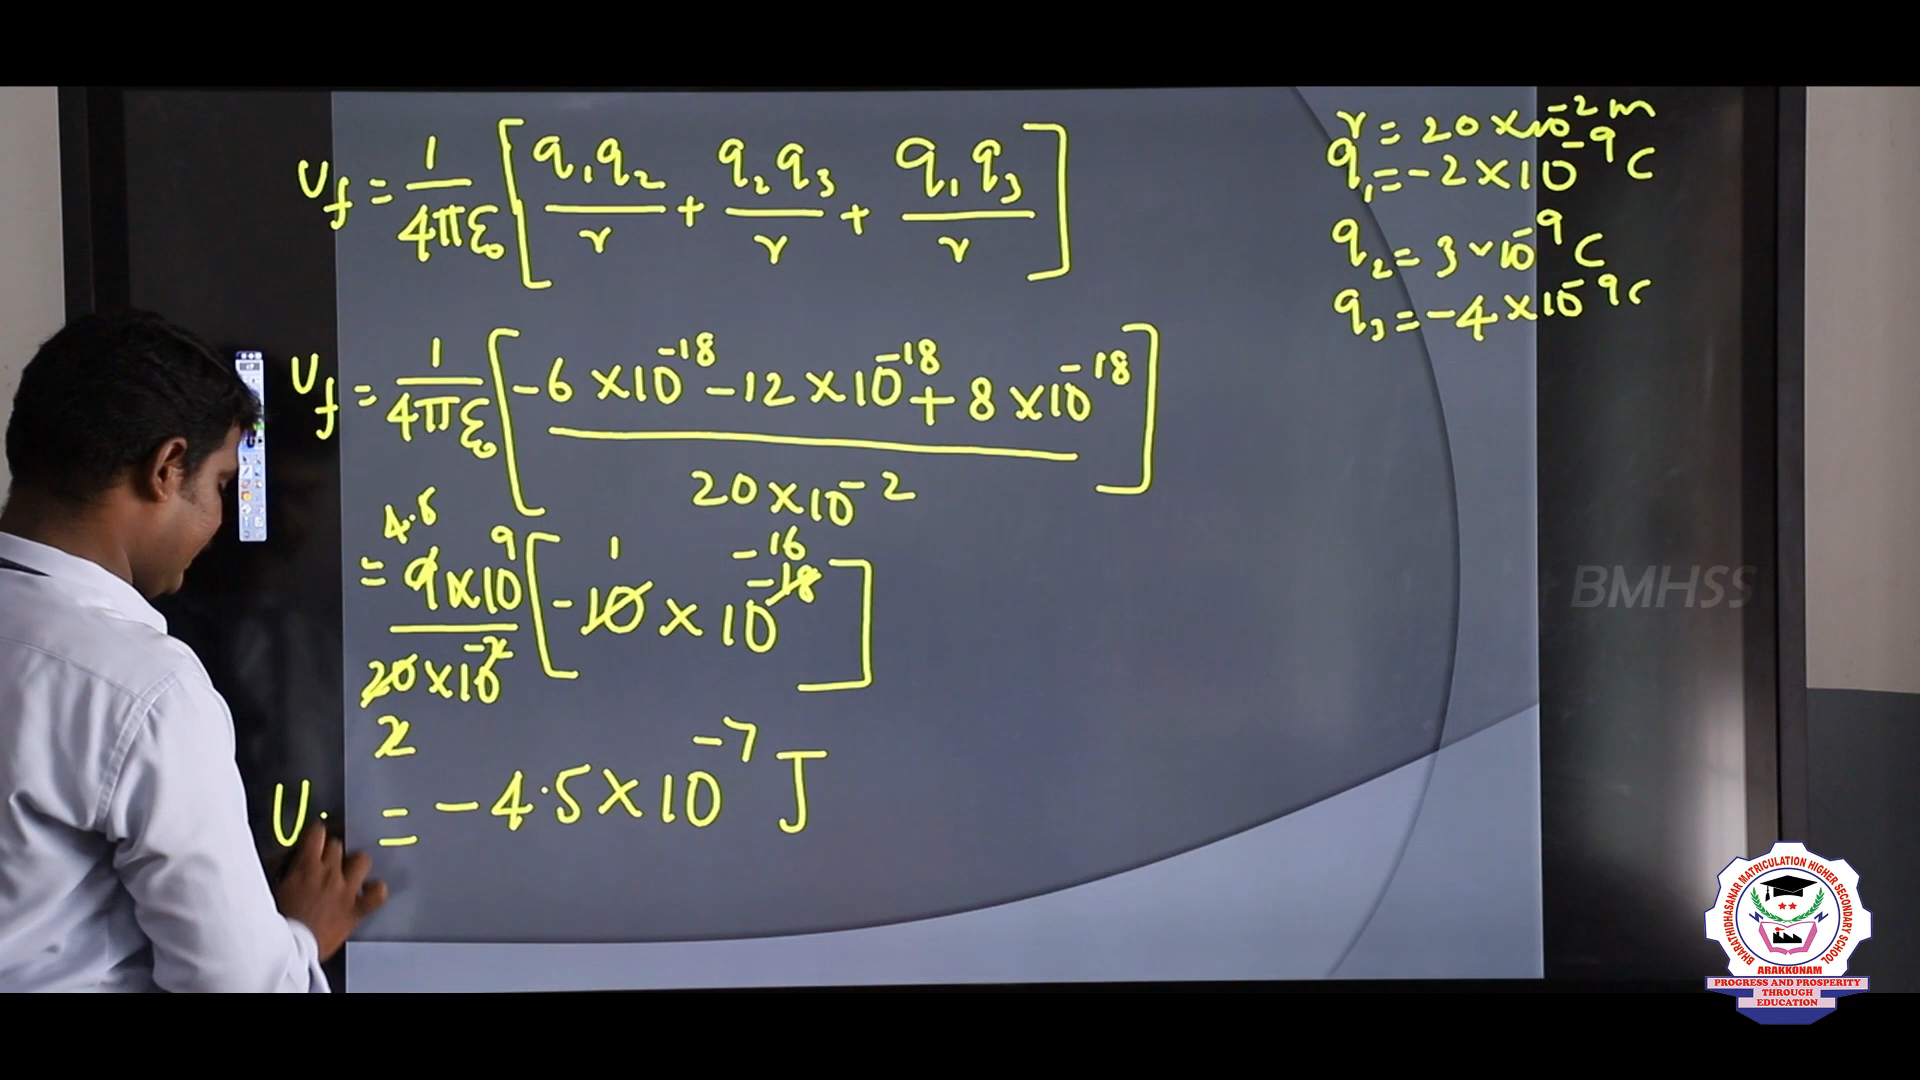 U_f = 1/4πε₀ [ q₁q₂/r + q₂q₃/r + q₁q₃/r ]
r = 20 × 10⁻² m
q₁ = -2 × 10⁻⁹ C
q₂ = 3 × 10⁻⁹ C
q₃ = -4 × 10⁻⁹ C
U_f = 1/4πε₀ [ (-6 × 10⁻¹⁸ - 12 × 10⁻¹⁸ + 8 × 10⁻¹⁸) / 20 × 10⁻² ]
4.5 1 -16
= 9 × 10⁹ / 20 × 10⁻² [ -10 × 10⁻¹⁸ ]
2
U = -4.5 × 10⁻⁷ J
BMHSS
BHARATHIDHASANAR MATRICULATION HIGHER SECONDARY SCHOOL
ARAKKONAM
PROGRESS AND PROSPERITY
THROUGH
EDUCATION